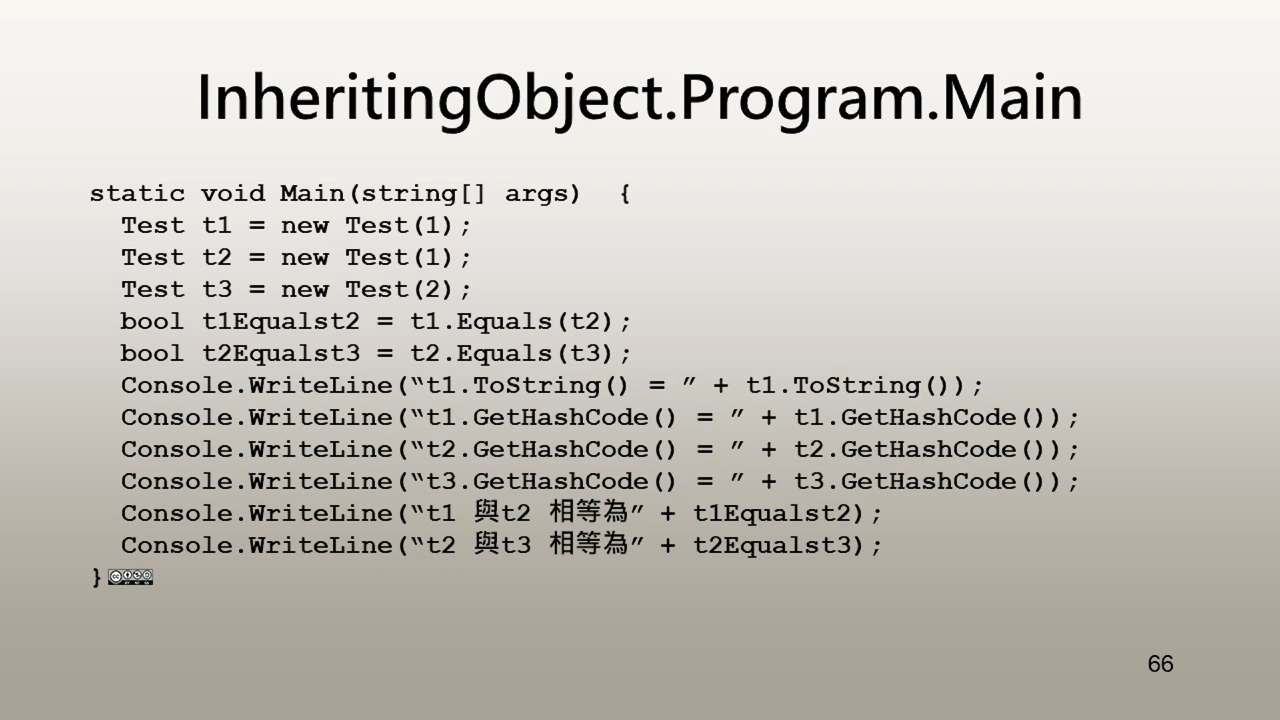 InheritingObject.Program.Main
static void Main(string[] args)  {
  Test t1 = new Test(1);
  Test t2 = new Test(1);
  Test t3 = new Test(2);
  bool t1Equalst2 = t1.Equals(t2);
  bool t2Equalst3 = t2.Equals(t3);
  Console.WriteLine(“t1.ToString() = ” + t1.ToString());
  Console.WriteLine(“t1.GetHashCode() = ” + t1.GetHashCode());
  Console.WriteLine(“t2.GetHashCode() = ” + t2.GetHashCode());
  Console.WriteLine(“t3.GetHashCode() = ” + t3.GetHashCode());
  Console.WriteLine(“t1 與t2 相等為” + t1Equalst2);
  Console.WriteLine(“t2 與t3 相等為” + t2Equalst3);
}
66